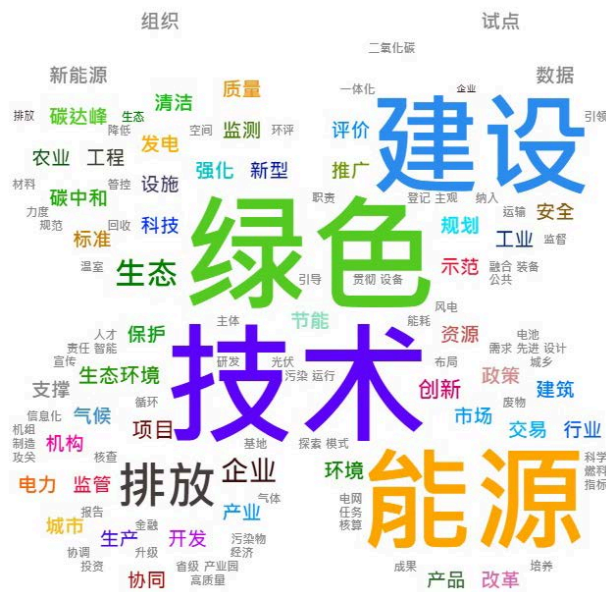 组织 试点
二氧化碳
新能源 数据
质量 一体化 企业
排放 碳达峰 生态 清洁 建设 引领
降低 发电 空间 监测 环评 评价
农业 工程 强化 新型 推广
材料 碳中和 管控 设施 职责 登记 主观 纳入
力度 绿色 运输 安全
规范 回收 科技 规划
标准 工业 监督
温室 生态 引导 贯彻 设备 示范 融合 装备
公共
风电
主体 节能 能耗
人才 保护 技术 资源 电池
责任 智能 需求 先进 设计
宣传 研发 光伏 布局 城乡
生态环境 污染 运行 政策
支撑 创新 建筑
循环 废物
信息化 气候 市场
机组 项目 交易 行业
制造 机构 基地 探索 模式
攻关 核查 科学
排放 企业 环境 能源 燃料
电力 监管 气体 电网 指标
报告 产业 任务
城市 金融 核算
生产 开发 污染物
协调 升级 经济
投资 省级 产业园 成果 培养
协同 高质量 产品 改革